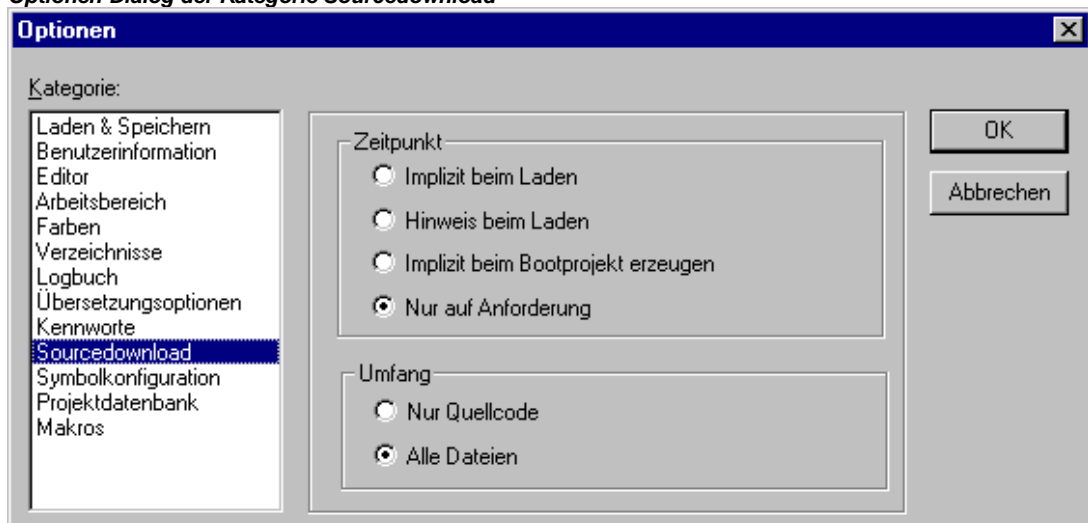 Optionen-Dialog der Kategorie Sourcedownload
Optionen
Kategorie:
Laden & Speichern
Benutzerinformation
Editor
Arbeitsbereich
Farben
Verzeichnisse
Logbuch
Übersetzungsoptionen
Kennworte
Sourcedownload
Symbolkonfiguration
Projektdatenbank
Makros
Zeitpunkt
Implizit beim Laden
Hinweis beim Laden
Implizit beim Bootprojekt erzeugen
Nur auf Anforderung
Umfang
Nur Quellcode
Alle Dateien
OK
Abbrechen